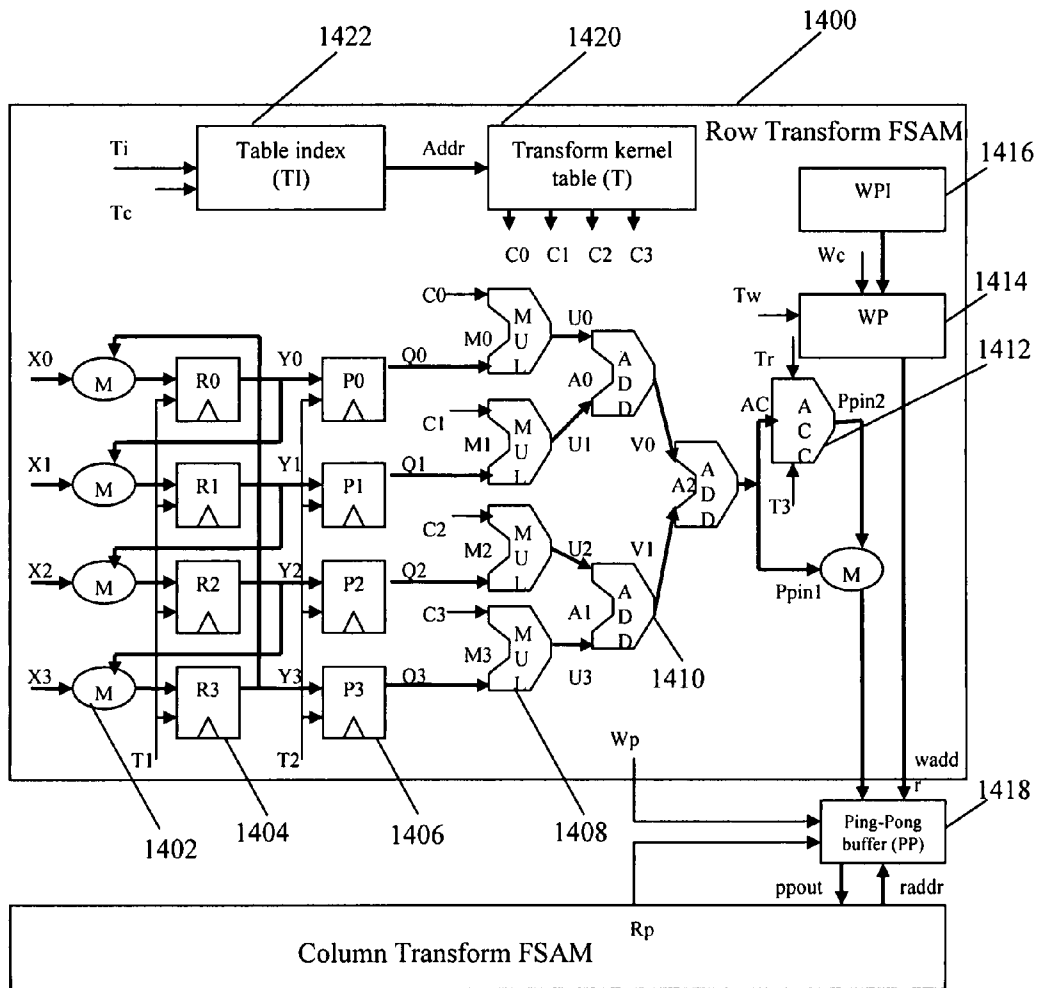 1422
1420
1400
Row Transform FSAM
Ti
Tc
Table index
(TI)
Addr
Transform kernel
table (T)
C0 C1 C2 C3
1416
WPI
Wc
1414
Tw
WP
1412
Tr
X0
M
R0
Y0
P0
Q0
C0
M0
MUL
U0
A0
ADD
X1
M
R1
Y1
P1
Q1
C1
M1
MUL
U1
V0
A2
ADD
AC
ACC
Ppin2
T3
X2
M
R2
Y2
P2
Q2
C2
M2
MUL
U2
V1
A1
ADD
Ppin1
M
X3
M
R3
Y3
P3
Q3
C3
M3
MUL
U3
1410
T1
T2
Wp
wadd
r
1402
1404
1406
1408
1418
Ping-Pong
buffer (PP)
ppout
raddr
Rp
Column Transform FSAM